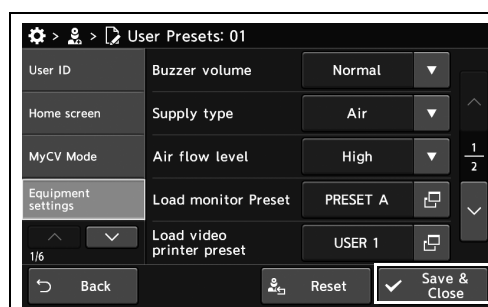 > > User Presets: 01
User ID
Buzzer volume
Normal
Home screen
Supply type
Air
MyCV Mode
Air flow level
High
1
2
Equipment
settings
Load monitor Preset
PRESET A
1/6
Load video
printer preset
USER 1
Back
Reset
Save &
Close